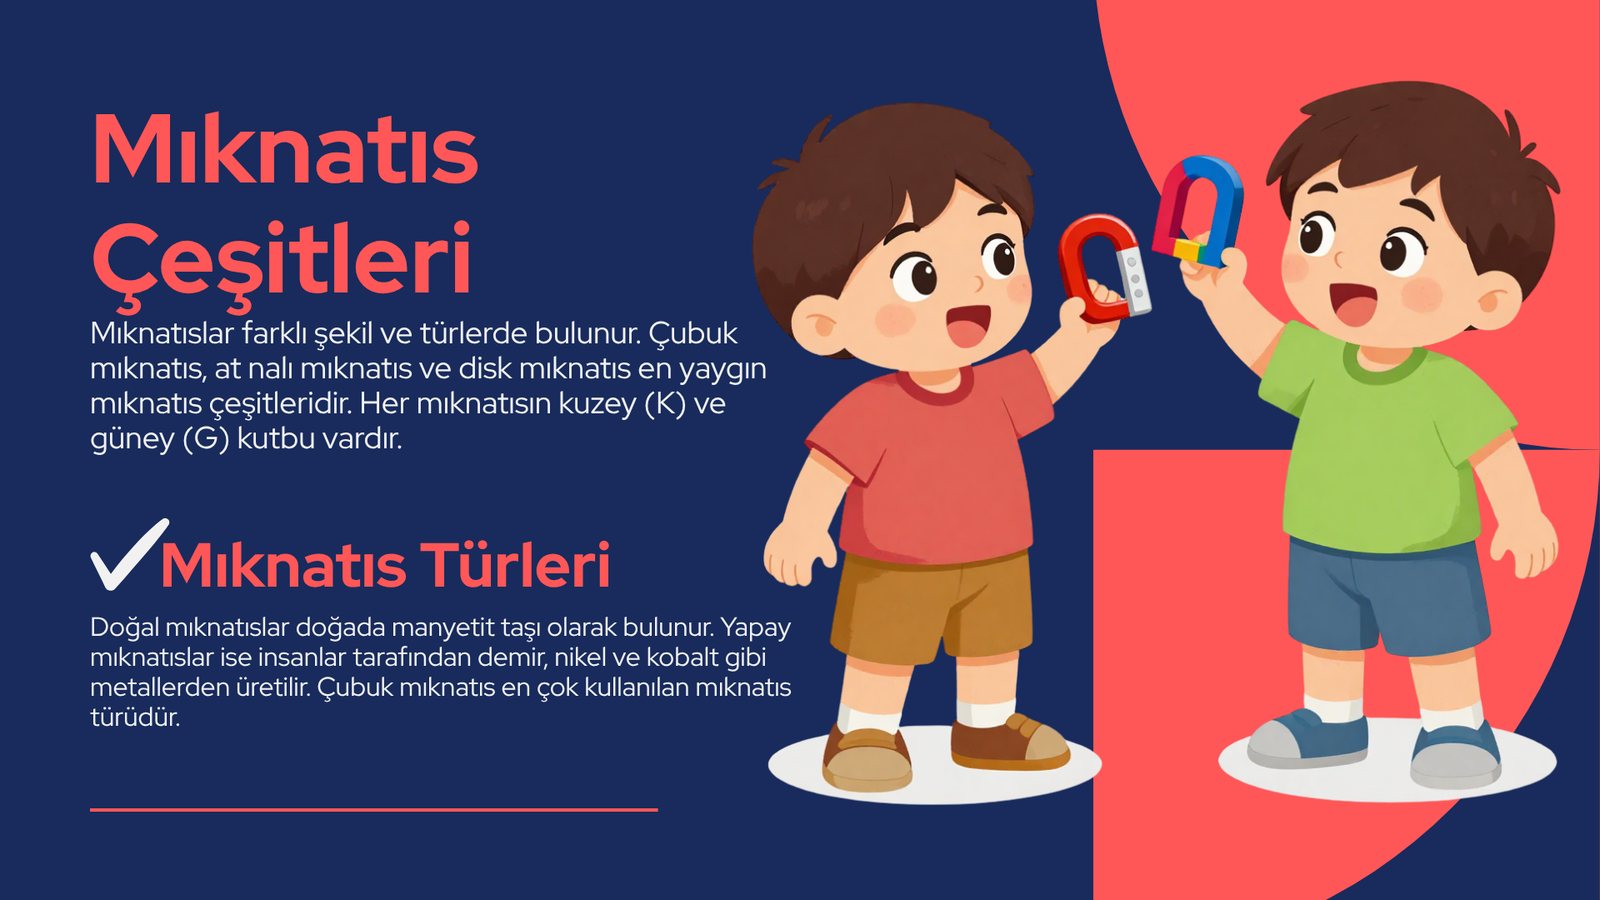 Mıknatıs
Çeşitleri
Mıknatıslar farklı şekil ve türlerde bulunur. Çubuk
mıknatıs, at nalı mıknatıs ve disk mıknatıs en yaygın
mıknatıs çeşitleridir. Her mıknatısın kuzey (K) ve
güney (G) kutbu vardır.
Mıknatıs Türleri
Doğal mıknatıslar doğada manyetit taşı olarak bulunur. Yapay
mıknatıslar ise insanlar tarafından demir, nikel ve kobalt gibi
metallerden üretilir. Çubuk mıknatıs en çok kullanılan mıknatıs
türüdür.